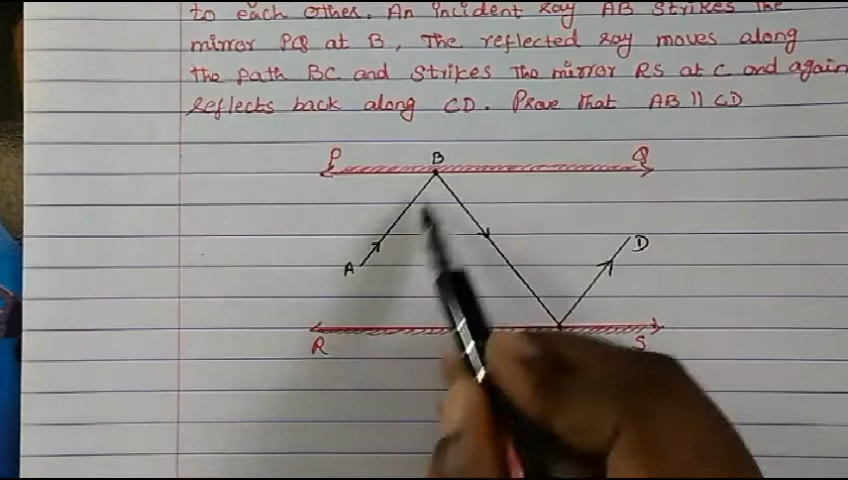 to each other. An incident ray AB strikes the
mirror PQ at B, The reflected ray moves along
the path BC and strikes the mirror RS at C and again
reflects back along CD. Prove that AB || CD
P B Q
A D
R S